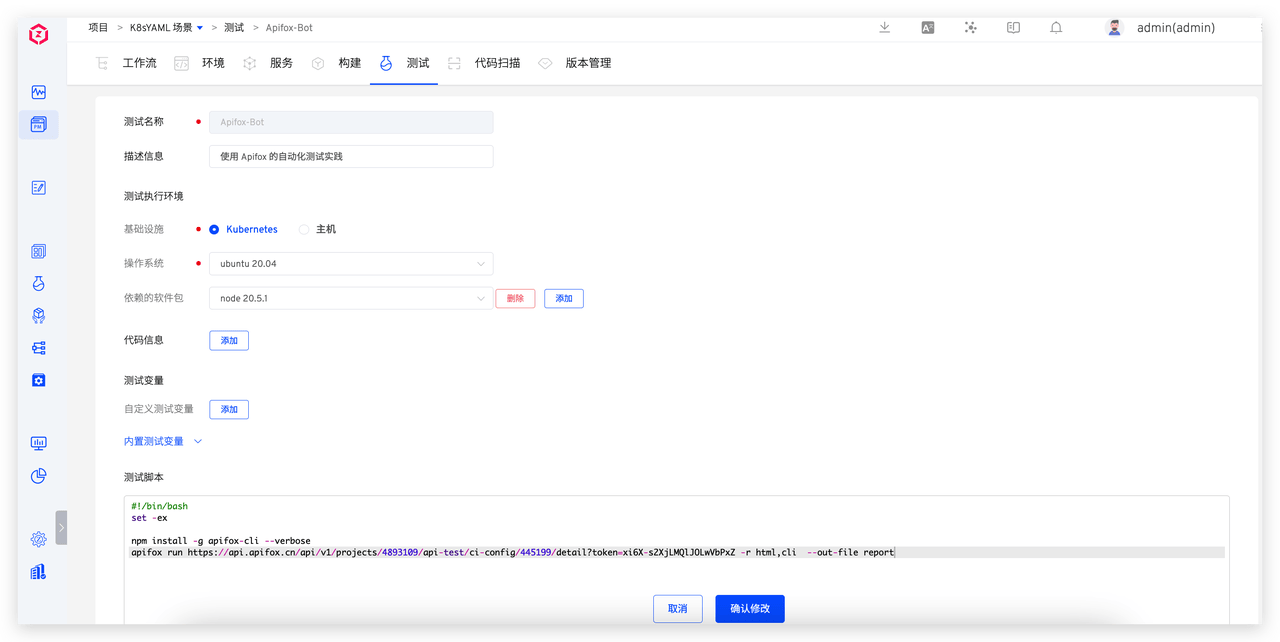 项目 > K8sYAML 场景 > 测试 > Apifox-Bot
admin(admin)
工作流 环境 服务 构建 测试 代码扫描 版本管理
测试名称 Apifox-Bot
描述信息 使用 Apifox 的自动化测试实践
测试执行环境
基础设施 Kubernetes 主机
操作系统 ubuntu 20.04
依赖的软件包 node 20.5.1 删除 添加
代码信息 添加
测试变量
自定义测试变量 添加
内置测试变量
测试脚本
#!/bin/bash
set -ex
npm install -g apifox-cli --verbose
apifox run https://api.apifox.cn/api/v1/projects/4893109/api-test/ci-config/445199/detail?token=xi6X-s2XjLMQlJOLwVbPxZ -r html,cli  --out-file report
取消 确认修改